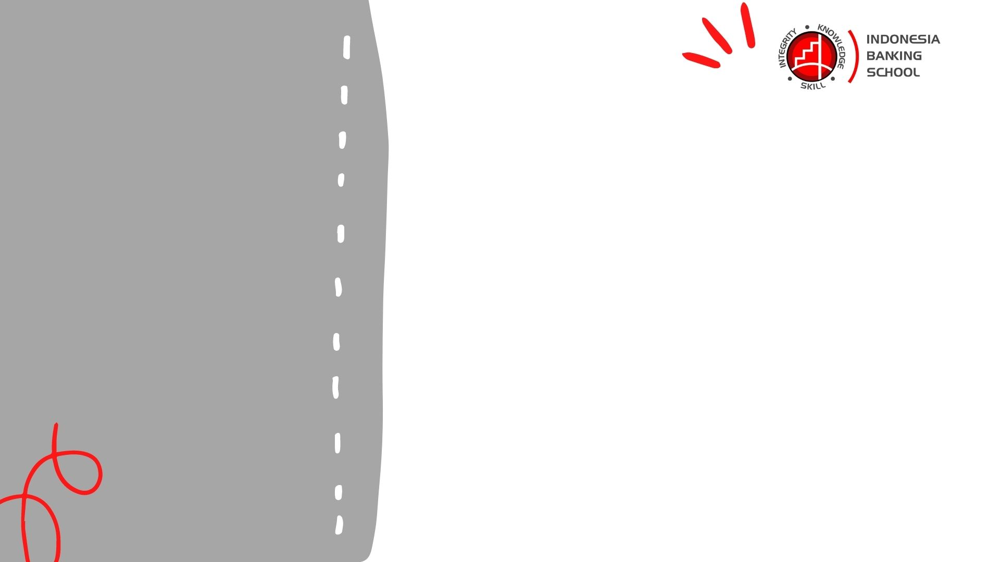 INTEGRITY
KNOWLEDGE
SKILL
INDONESIA
BANKING
SCHOOL